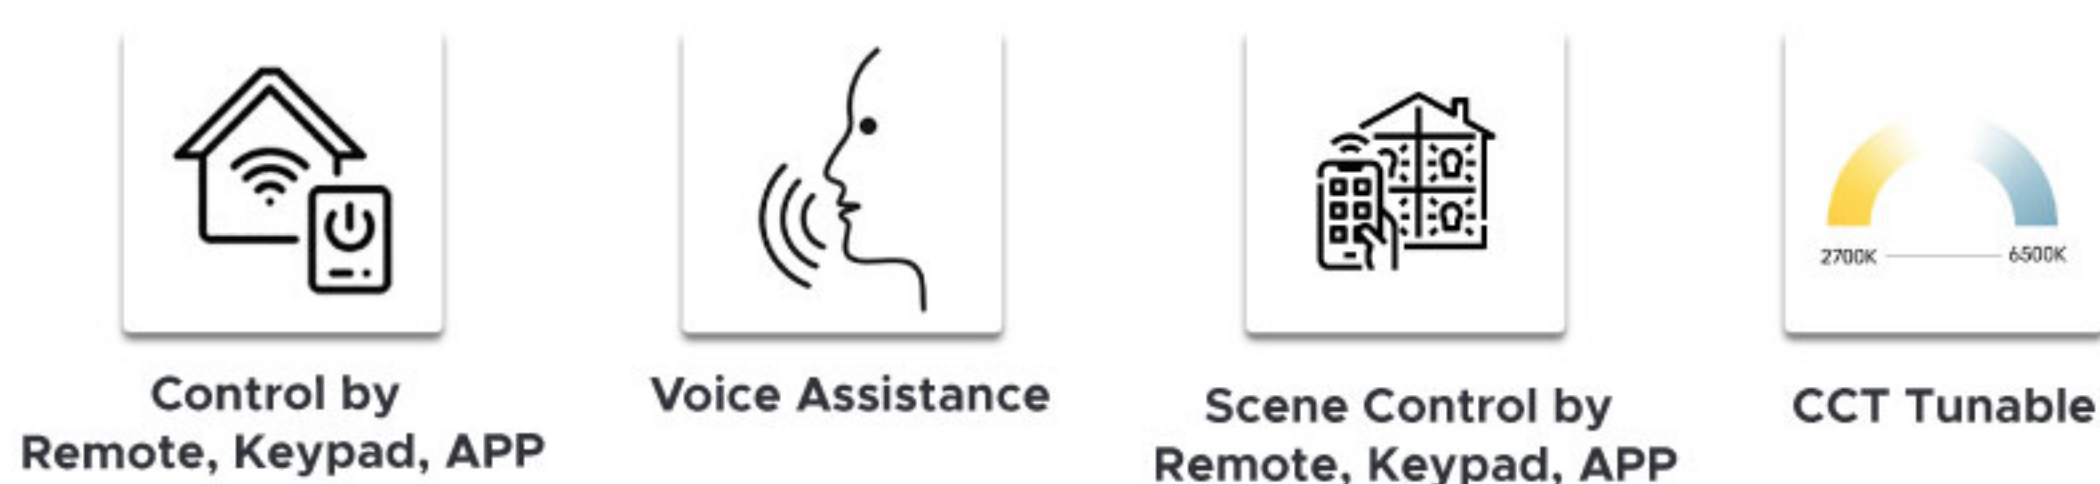 2700K 6500K
Control by
Remote, Keypad, APP
Voice Assistance
Scene Control by
Remote, Keypad, APP
CCT Tunable